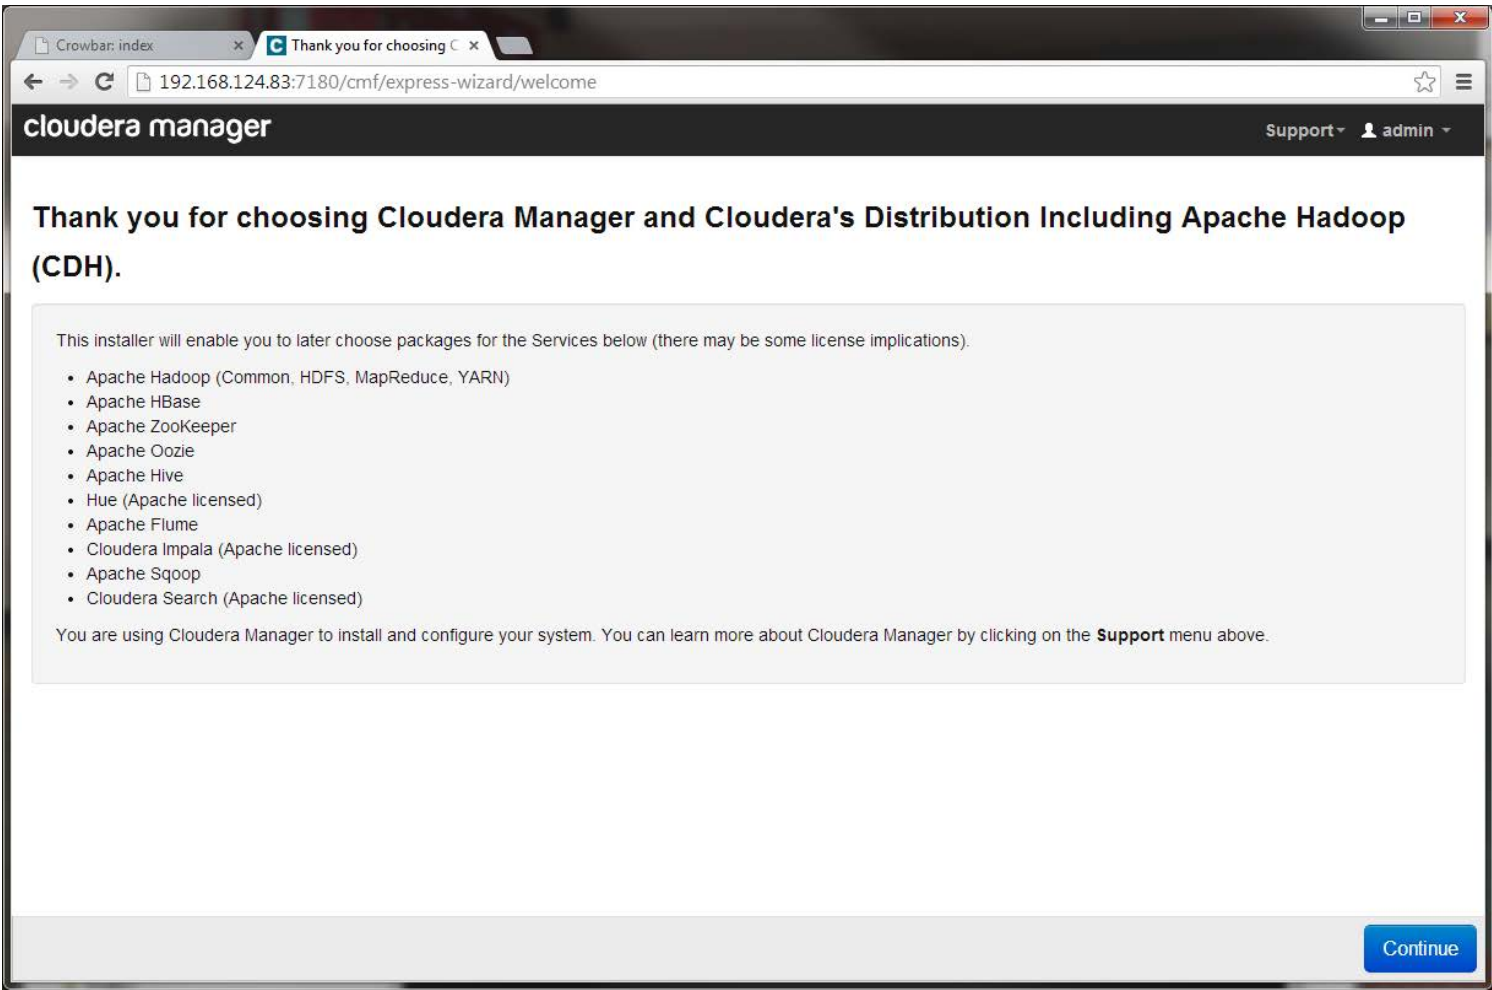 Crowbar: index
Thank you for choosing C
192.168.124.83:7180/cmf/express-wizard/welcome
cloudera manager
Support
admin
Thank you for choosing Cloudera Manager and Cloudera's Distribution Including Apache Hadoop
(CDH).
This installer will enable you to later choose packages for the Services below (there may be some license implications).
• Apache Hadoop (Common, HDFS, MapReduce, YARN)
• Apache HBase
• Apache ZooKeeper
• Apache Oozie
• Apache Hive
• Hue (Apache licensed)
• Apache Flume
• Cloudera Impala (Apache licensed)
• Apache Sqoop
• Cloudera Search (Apache licensed)
You are using Cloudera Manager to install and configure your system. You can learn more about Cloudera Manager by clicking on the Support menu above.
Continue